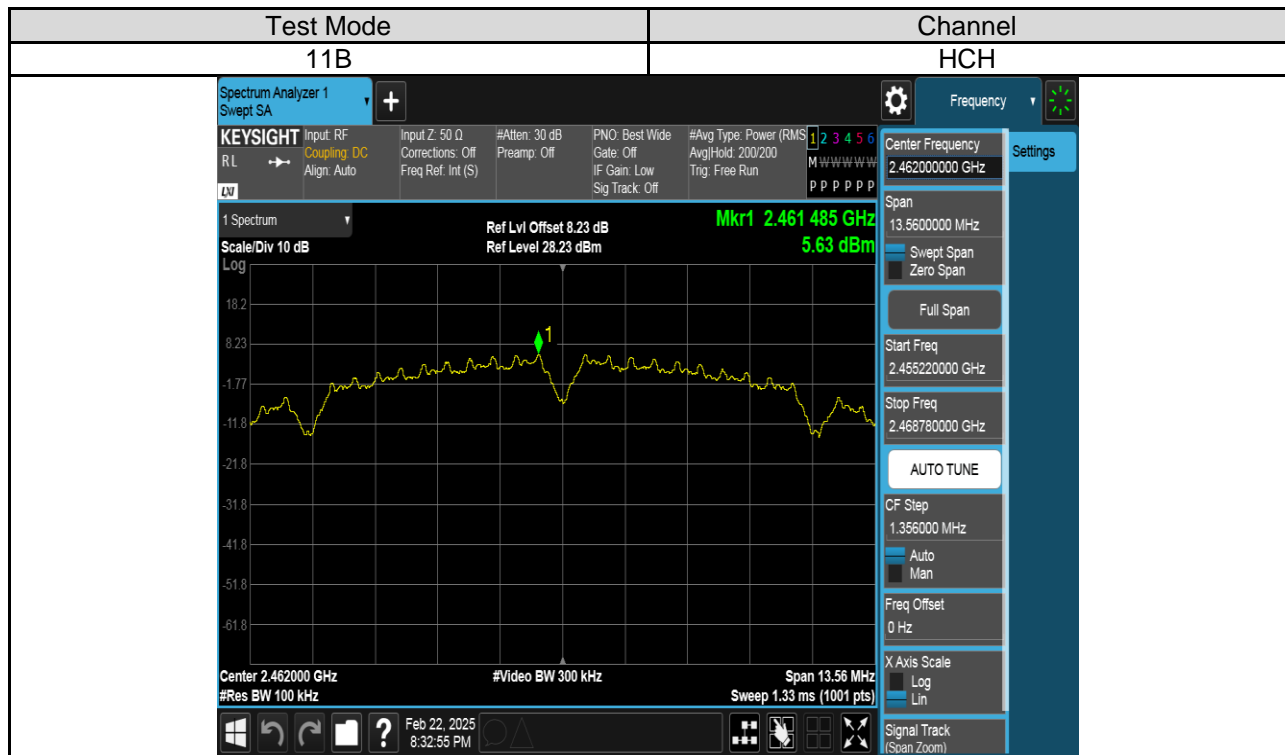 Test Mode Channel
11B HCH
Spectrum Analyzer 1
Swept SA
+
Frequency
KEYSIGHT
RL
LXI
Input: RF
Coupling: DC
Align: Auto
Input Z: 50 Ω
Corrections: Off
Freq Ref: Int (S)
#Atten: 30 dB
Preamp: Off
PNO: Best Wide
Gate: Off
IF Gain: Low
Sig Track: Off
#Avg Type: Power (RMS
Avg|Hold: 200/200
Trig: Free Run
1 2 3 4 5 6
M W W W W W
P P P P P P
1 Spectrum
Scale/Div 10 dB
Log
Ref Lvl Offset 8.23 dB
Ref Level 28.23 dBm
Mkr1 2.461 485 GHz
5.63 dBm
18.2
8.23
-1.77
-11.8
-21.8
-31.8
-41.8
-51.8
-61.8
1
Center 2.462000 GHz
#Res BW 100 kHz
#Video BW 300 kHz
Span 13.56 MHz
Sweep 1.33 ms (1001 pts)
Center Frequency
2.462000000 GHz
Settings
Span
13.5600000 MHz
Swept Span
Zero Span
Full Span
Start Freq
2.455220000 GHz
Stop Freq
2.468780000 GHz
AUTO TUNE
CF Step
1.356000 MHz
Auto
Man
Freq Offset
0 Hz
X Axis Scale
Log
Lin
Signal Track
(Span Zoom)
?
Feb 22, 2025
8:32:55 PM